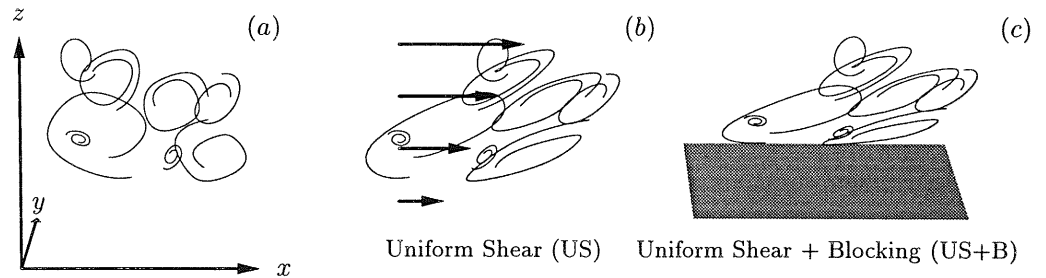 z
(a)
(b)
(c)
y
x
Uniform Shear (US)
Uniform Shear + Blocking (US+B)